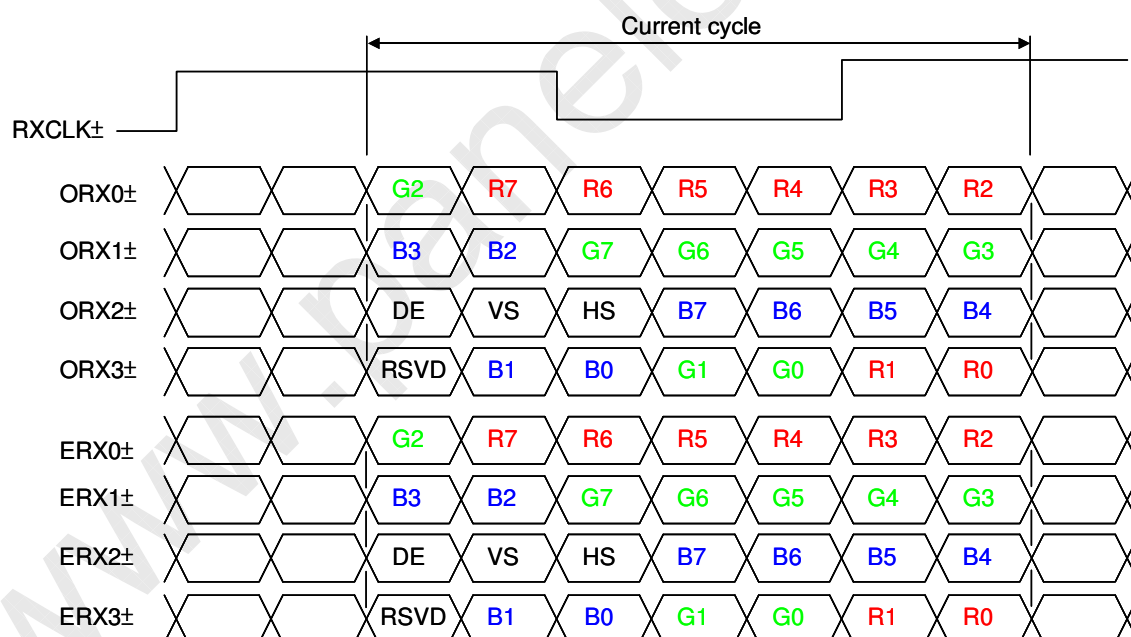 Current cycle
RXCLK±
ORX0± G2 R7 R6 R5 R4 R3 R2
ORX1± B3 B2 G7 G6 G5 G4 G3
ORX2± DE VS HS B7 B6 B5 B4
ORX3± RSVD B1 B0 G1 G0 R1 R0
ERX0± G2 R7 R6 R5 R4 R3 R2
ERX1± B3 B2 G7 G6 G5 G4 G3
ERX2± DE VS HS B7 B6 B5 B4
ERX3± RSVD B1 B0 G1 G0 R1 R0
www.panelo